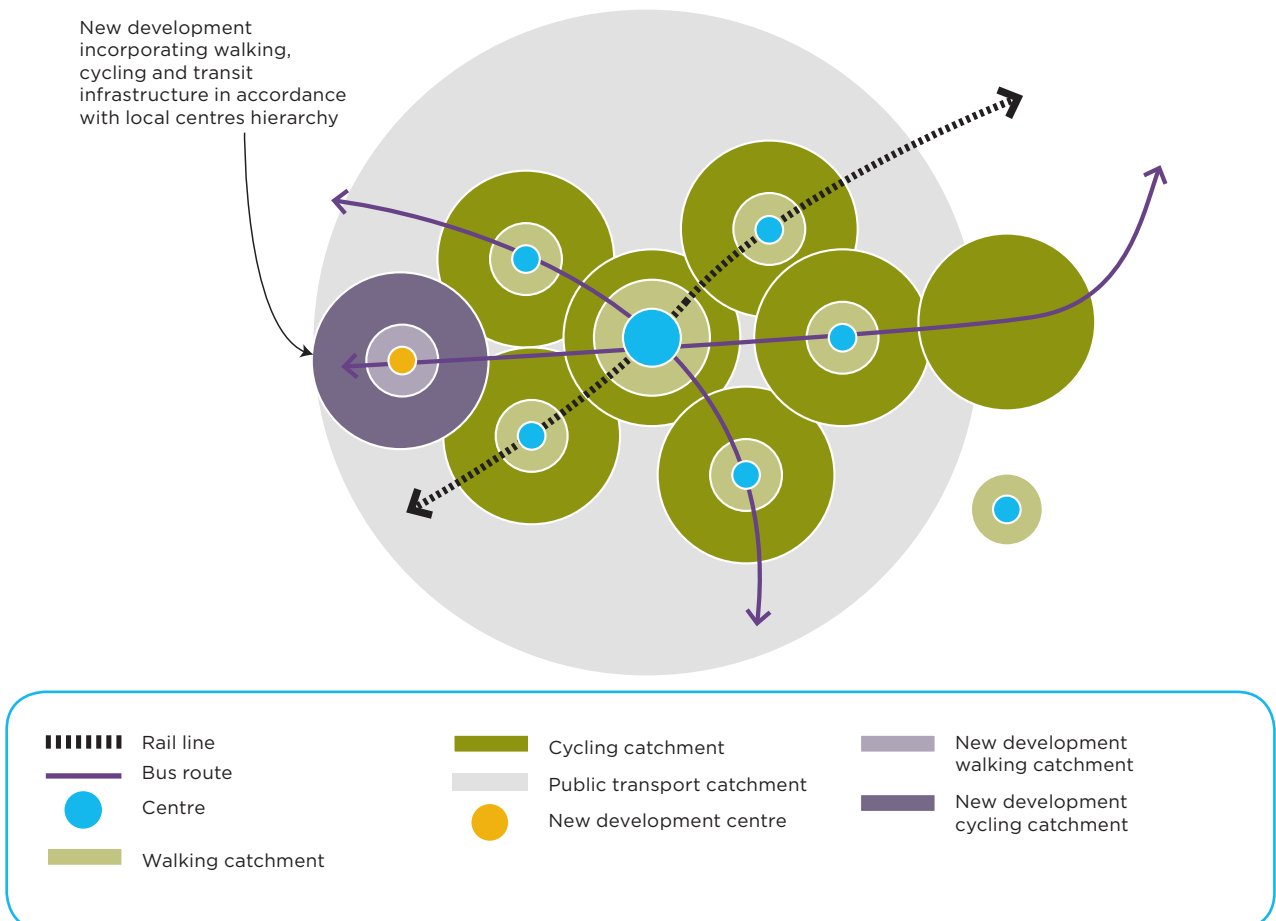 New development
incorporating walking,
cycling and transit
infrastructure in accordance
with local centres hierarchy
Rail line
Bus route
Centre
Walking catchment
Cycling catchment
Public transport catchment
New development centre
New development
walking catchment
New development
cycling catchment